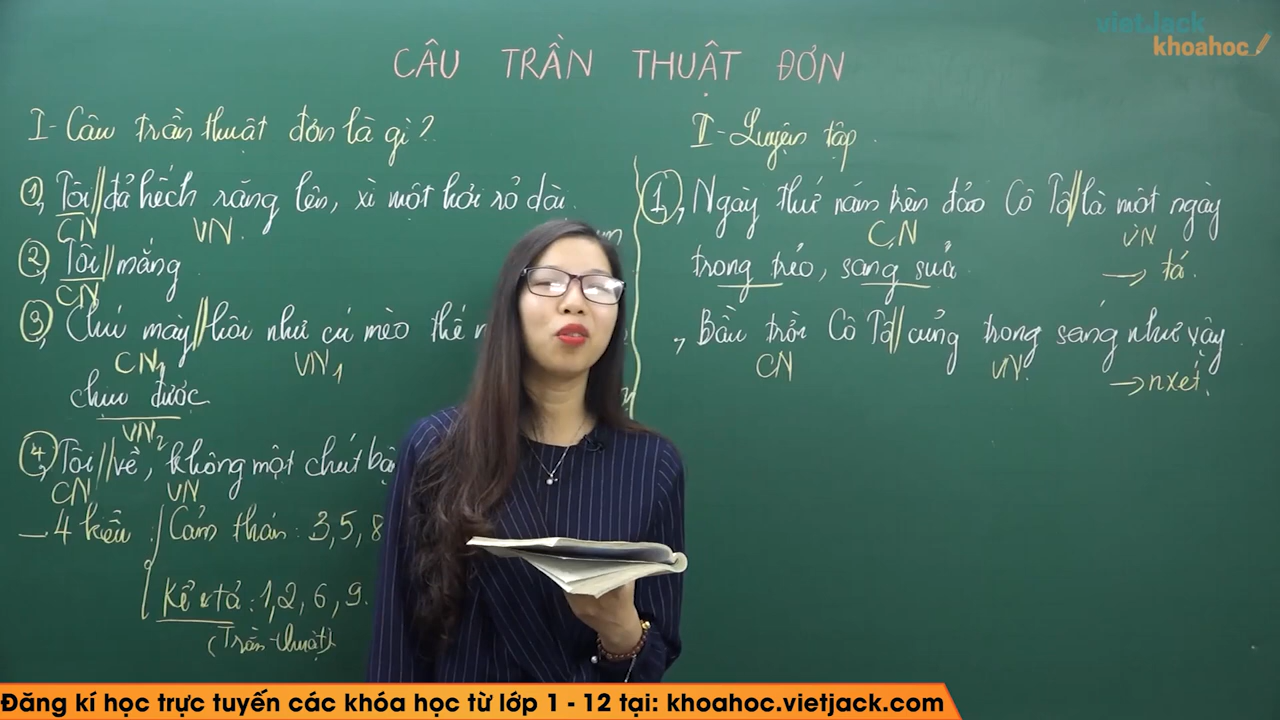 vietjack
khoahoc
CÂU TRẦN THUẬT ĐƠN
I- Câu trần thuật đơn là gì?
1, Tôi // đã hếch răng lên, xì một hơi rõ dài.
CN VN
2, Tôi // mắng
CN
3, Chú mày // hôi như cú mèo thế
CN1 VN1
chịu được
VN2
4, Tôi // về, không một chút
CN VN
- 4 kiểu Cảm thán: 3, 5, 8
Kể & tả: 1, 2, 6, 9.
(Trần thuật)
II- Luyện tập.
1, Ngày thứ năm trên đảo Cô Tô // là một ngày
CN VN
trong trẻo, sáng sủa → tả.
, Bầu trời Cô Tô // cũng trong sáng như vậy
CN VN. → nxét.
Đăng kí học trực tuyến các khóa học từ lớp 1 - 12 tại: khoahoc.vietjack.com